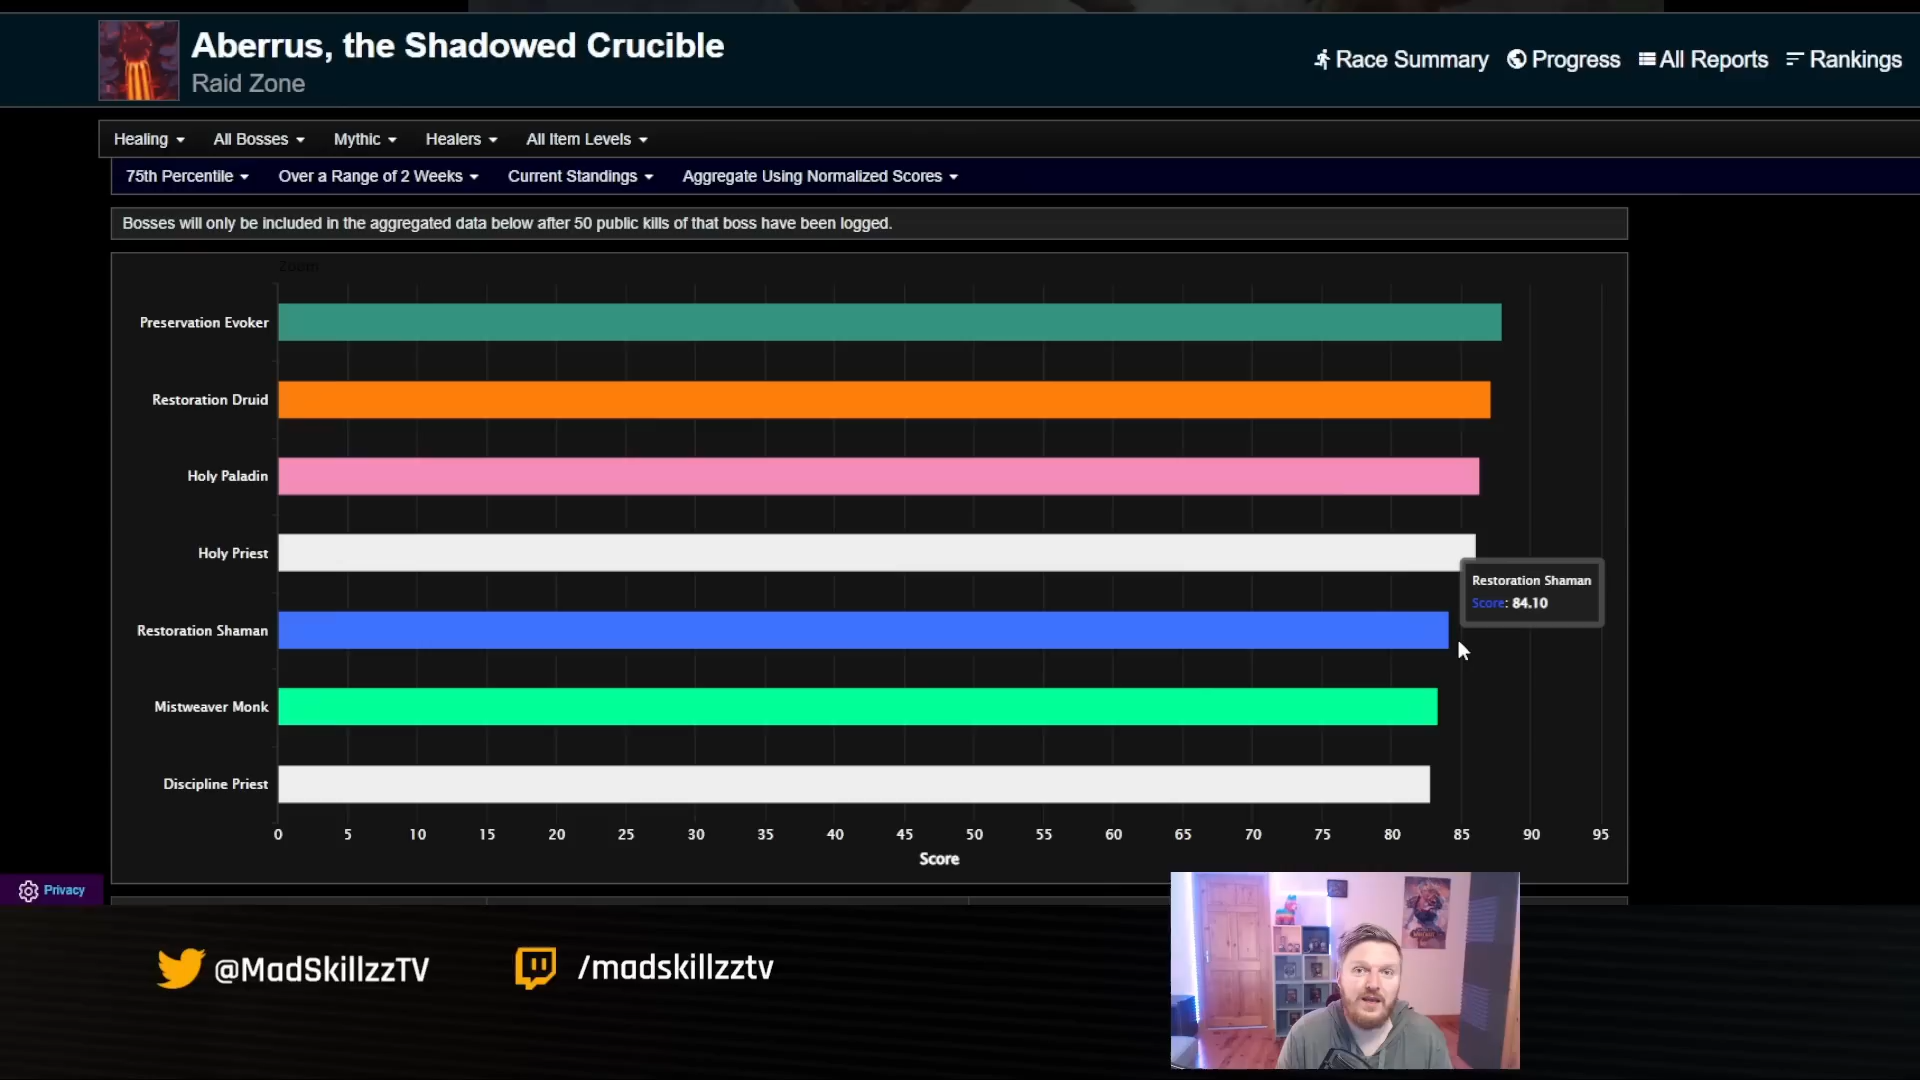 Aberrus, the Shadowed Crucible
Raid Zone
Race Summary Progress All Reports Rankings
Healing All Bosses Mythic Healers All Item Levels
75th Percentile Over a Range of 2 Weeks Current Standings Aggregate Using Normalized Scores
Bosses will only be included in the aggregated data below after 50 public kills of that boss have been logged.
Zoom
Preservation Evoker
Restoration Druid
Holy Paladin
Holy Priest
Restoration Shaman
Score: 84.10
Restoration Shaman
Mistweaver Monk
Discipline Priest
0 5 10 15 20 25 30 35 40 45 50 55 60 65 70 75 80 85 90 95
Score
Privacy
@MadSkillzzTV /madskillzztv